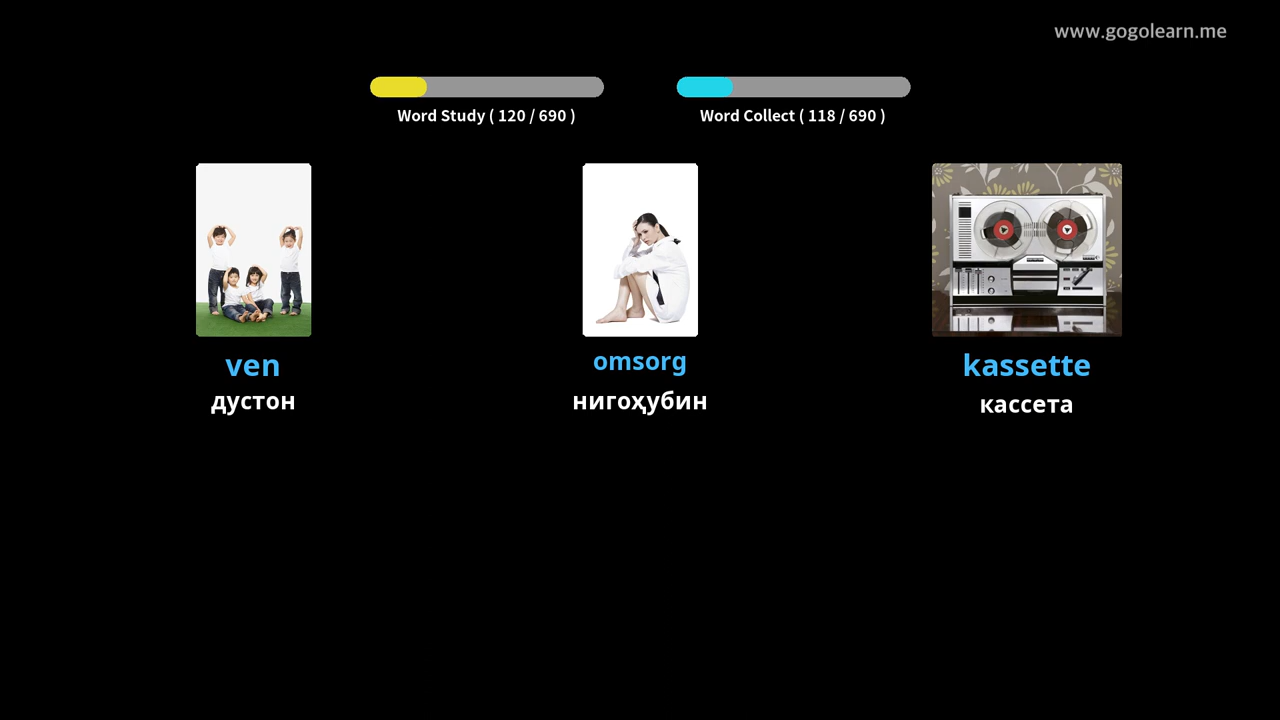 www.gogolearn.me
Word Study ( 120 / 690 )
Word Collect ( 118 / 690 )
ven
дустон
omsorg
нигоҳубин
kassette
кассета